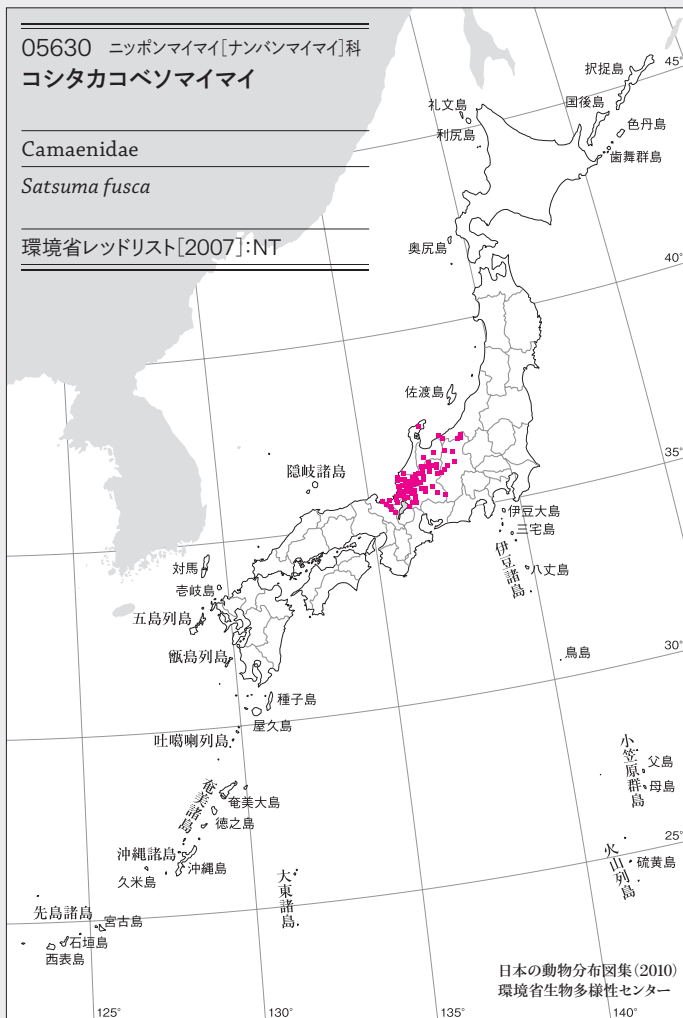 05630 ニッポンマイマイ[ナンバンマイマイ]科
コシタカコベソマイマイ
Camaenidae
Satsuma fusca
環境省レッドリスト[2007]:NT
択捉島
45°
国後島
礼文島
色丹島
利尻島
歯舞群島
奥尻島
40°
佐渡島
35°
隠岐諸島
伊豆大島
三宅島
伊豆諸島
八丈島
対馬
壱岐島
五島列島
甑島列島
鳥島
30°
種子島
屋久島
吐噶喇列島
小笠原群島
父島
母島
奄美諸島
奄美大島
徳之島
25°
沖縄諸島
沖縄島
久米島
火山列島
硫黄島
大東諸島
先島諸島
宮古島
石垣島
西表島
日本の動物分布図集(2010)
環境省生物多様性センター
125°
130°
135°
140°